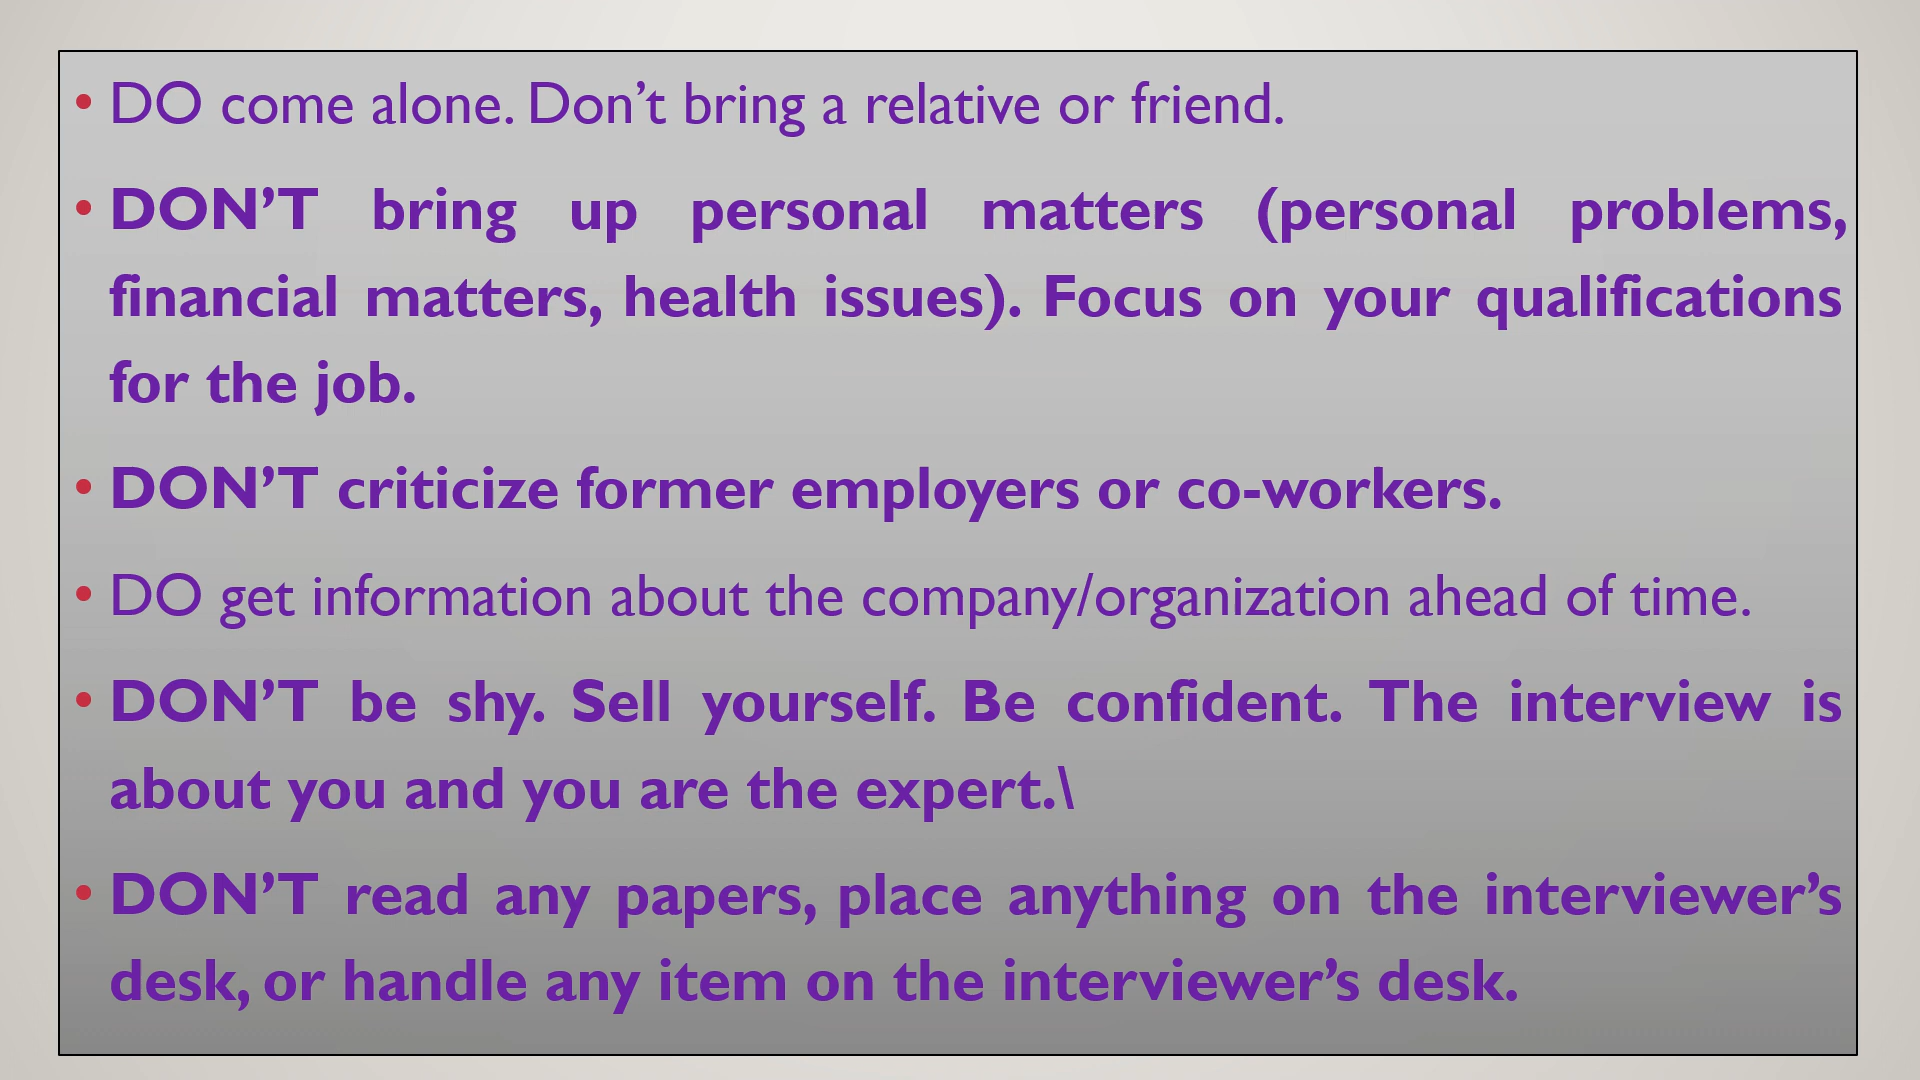 • DO come alone. Don’t bring a relative or friend.
• DON’T bring up personal matters (personal problems,
financial matters, health issues). Focus on your qualifications
for the job.
• DON’T criticize former employers or co-workers.
• DO get information about the company/organization ahead of time.
• DON’T be shy. Sell yourself. Be confident. The interview is
about you and you are the expert.\
• DON’T read any papers, place anything on the interviewer’s
desk, or handle any item on the interviewer’s desk.